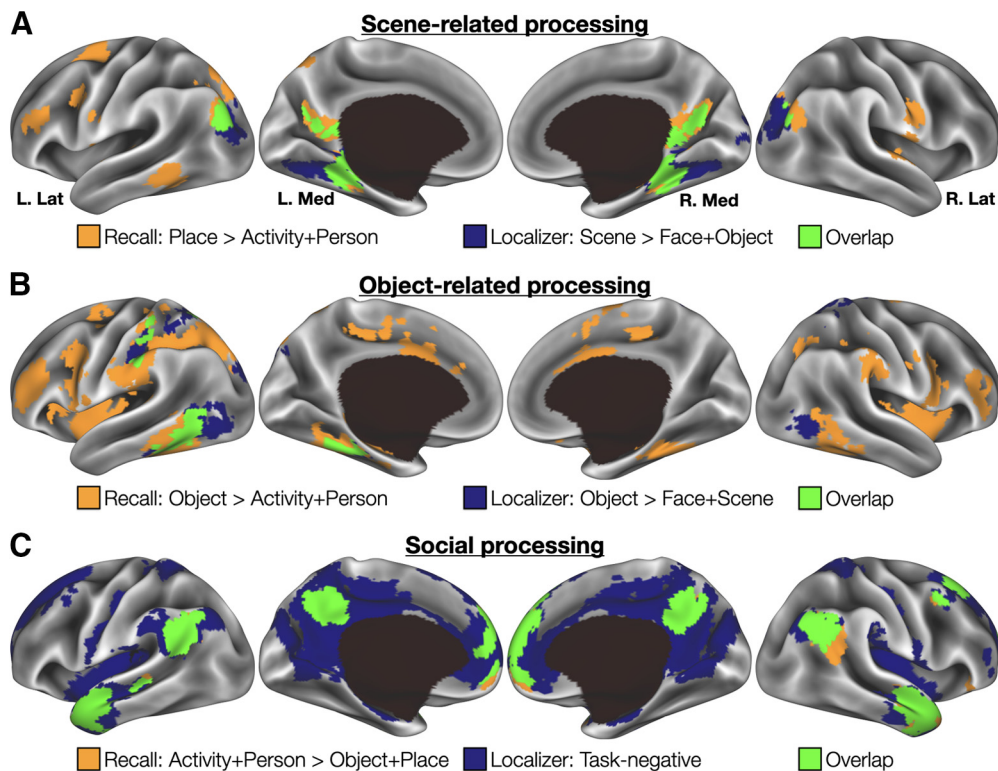 A
Scene-related processing
L. Lat
L. Med
R. Med
R. Lat
Recall: Place > Activity+Person
Localizer: Scene > Face+Object
Overlap
B
Object-related processing
Recall: Object > Activity+Person
Localizer: Object > Face+Scene
Overlap
C
Social processing
Recall: Activity+Person > Object+Place
Localizer: Task-negative
Overlap